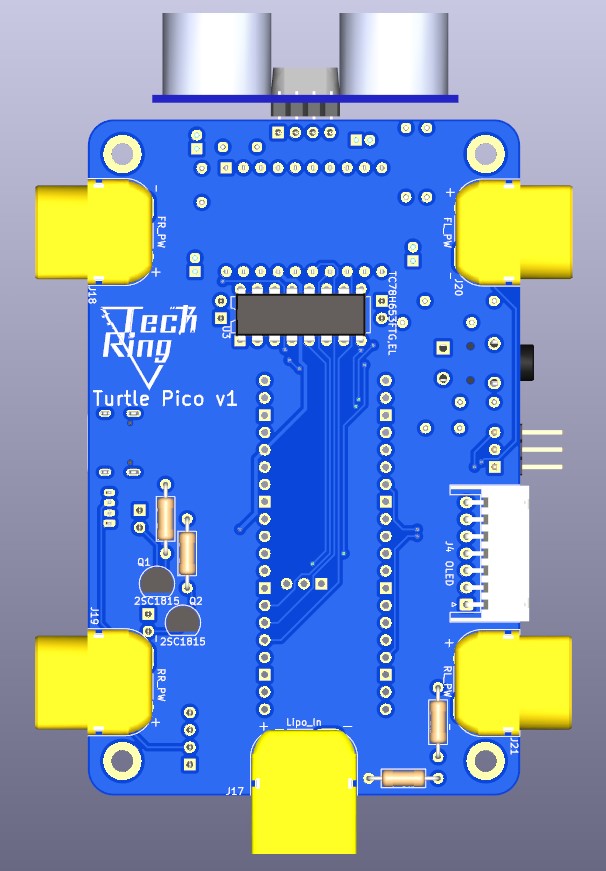 FR_PW
FL_PW
J18
J20
TC78H653FTG,EL
U3
Tech
Ring
Turtle Pico v1
J4 OLED
Q1
2SC1815
Q2
2SC1815
J19
RR_PW
RL_PW
Lipo_In
J21
J17